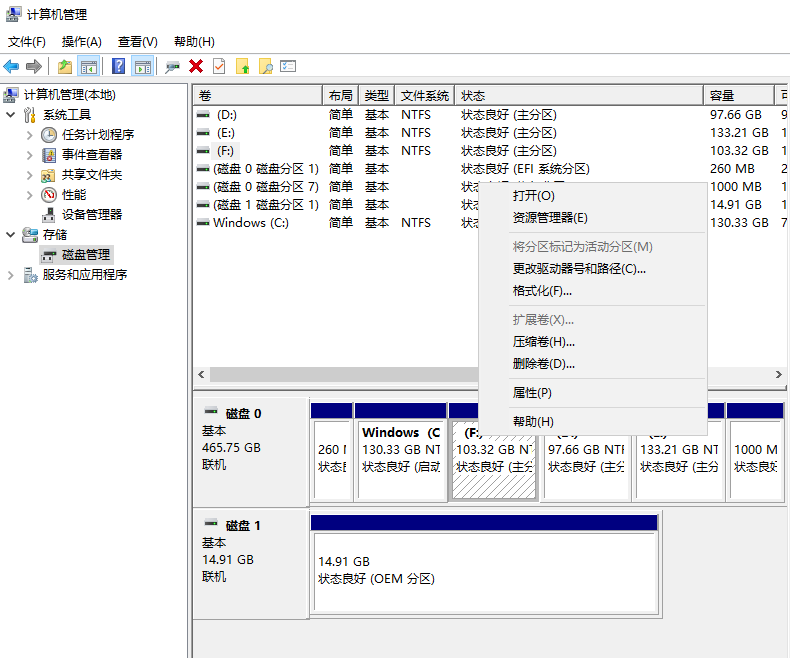 计算机管理
文件(F) 操作(A) 查看(V) 帮助(H)
计算机管理(本地)
系统工具
任务计划程序
事件查看器
共享文件夹
性能
设备管理器
存储
磁盘管理
服务和应用程序
卷 布局 类型 文件系统 状态 容量
(D:) 简单 基本 NTFS 状态良好 (主分区) 97.66 GB 9
(E:) 简单 基本 NTFS 状态良好 (主分区) 133.21 GB 1
(F:) 简单 基本 NTFS 状态良好 (主分区) 103.32 GB 1
(磁盘 0 磁盘分区 1) 简单 基本 状态良好 (EFI 系统分区) 260 MB 2
(磁盘 0 磁盘分区 7) 简单 基本 1000 MB 1
(磁盘 1 磁盘分区 1) 简单 基本 14.91 GB 1
Windows (C:) 简单 基本 NTFS 130.33 GB 7
打开(O)
资源管理器(E)
将分区标记为活动分区(M)
更改驱动器号和路径(C)...
格式化(F)...
扩展卷(X)...
压缩卷(H)...
删除卷(D)...
属性(P)
帮助(H)
磁盘 0
基本
465.75 GB
联机
260
状态
Windows (C
130.33 GB NT
状态良好 (启动
(F:
103.32 GB NT
状态良好 (主分
97.66 GB NT
状态良好 (主分
133.21 GB NT
状态良好 (主分
1000 M
状态良好
磁盘 1
基本
14.91 GB
联机
14.91 GB
状态良好 (OEM 分区)